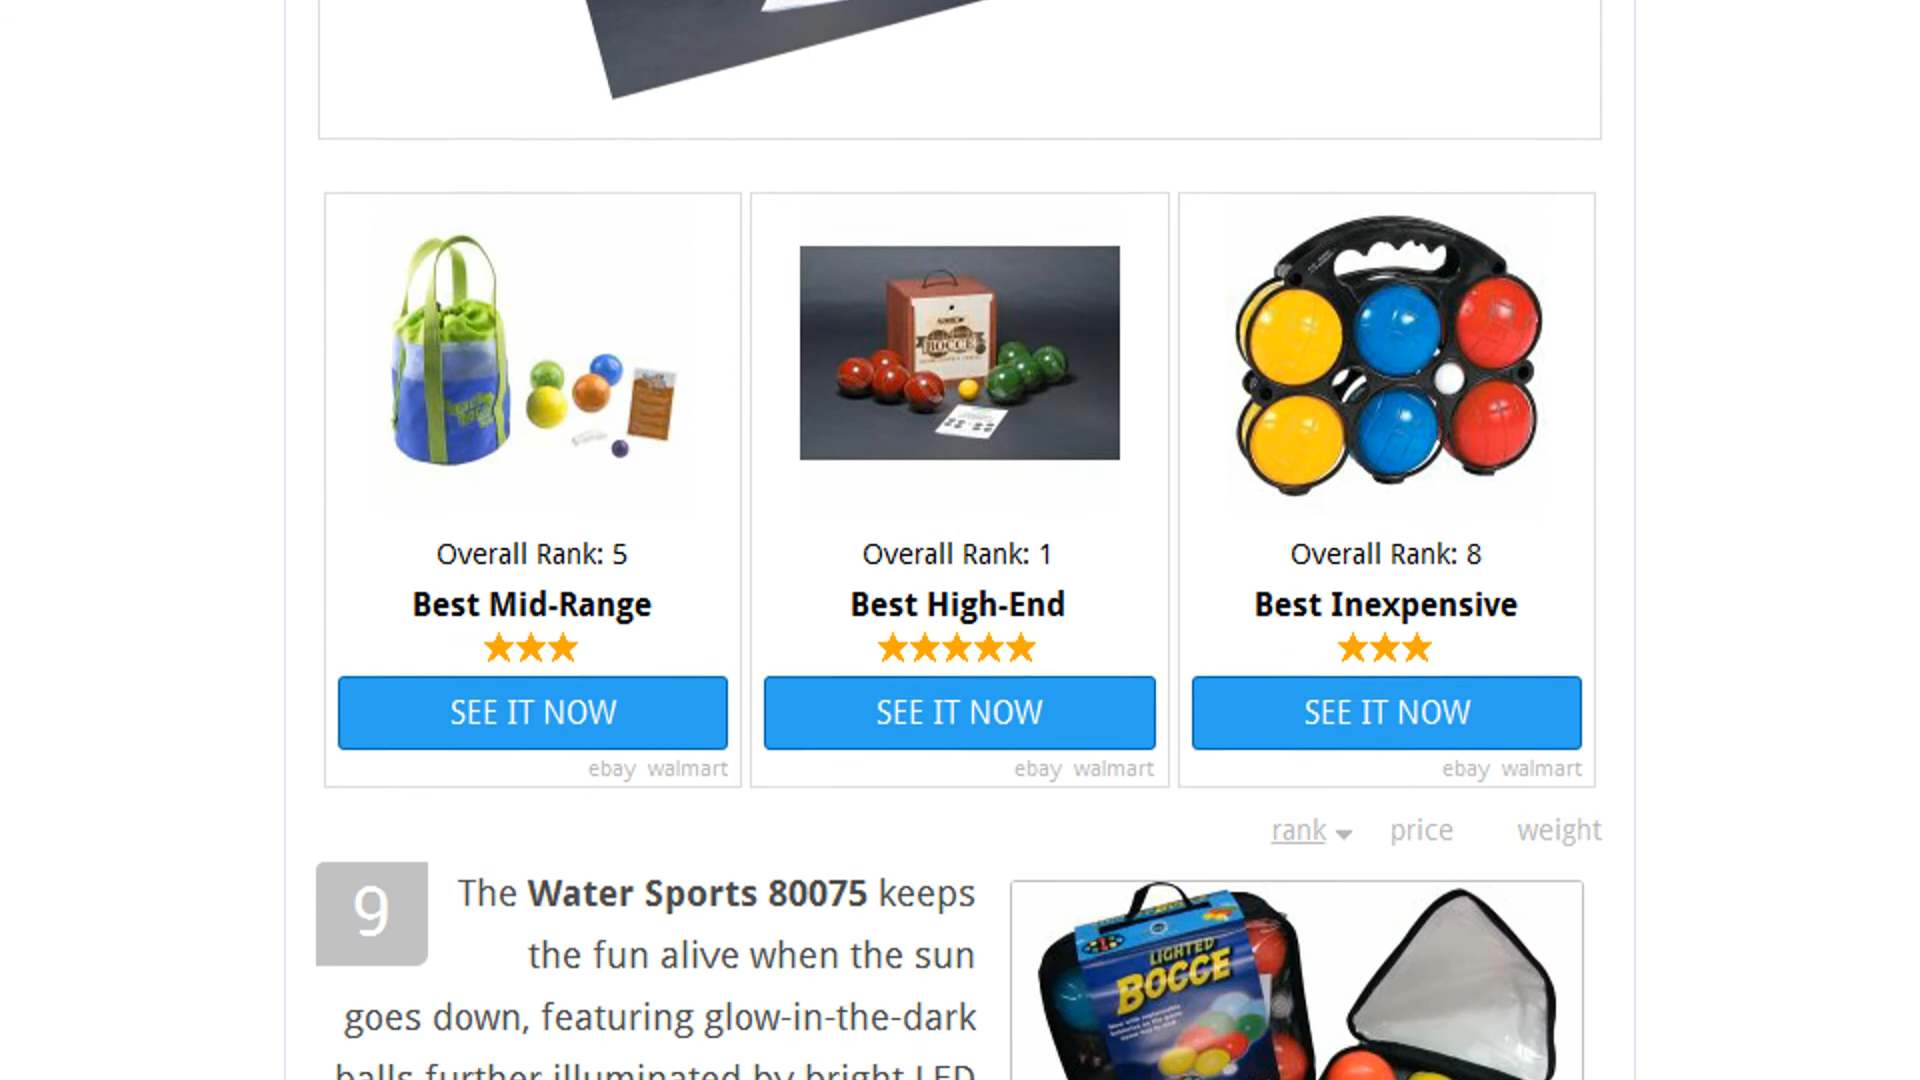 BOCCE
Overall Rank: 5
Best Mid-Range
SEE IT NOW
ebay walmart
Overall Rank: 1
Best High-End
SEE IT NOW
ebay walmart
Overall Rank: 8
Best Inexpensive
SEE IT NOW
ebay walmart
rank price weight
9
The Water Sports 80075 keeps
the fun alive when the sun
goes down, featuring glow-in-the-dark
balls further illuminated by bright LED
LIGHTED
BOCCE